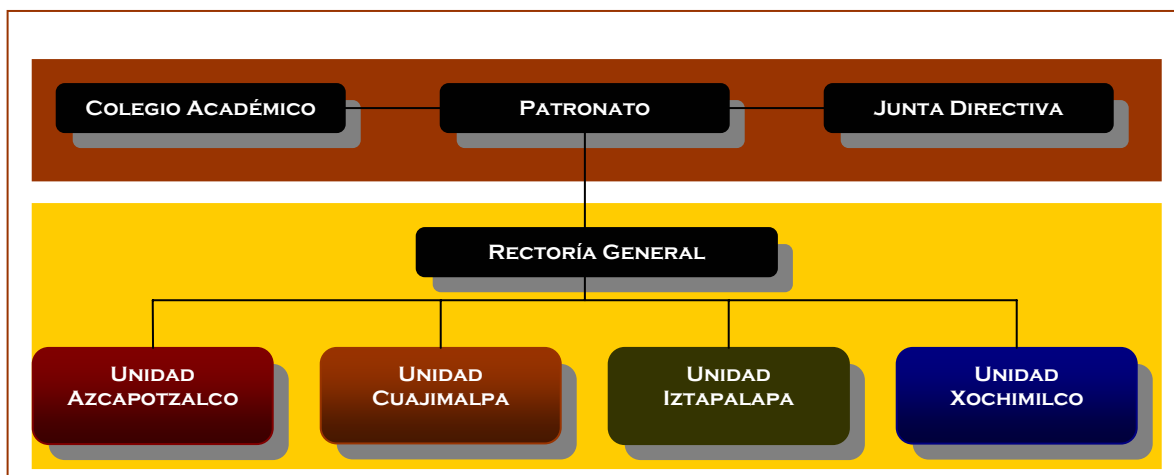 COLEGIO ACADÉMICO
PATRONATO
JUNTA DIRECTIVA
RECTORÍA GENERAL
UNIDAD
AZCAPOTZALCO
UNIDAD
CUAJIMALPA
UNIDAD
IZTAPALAPA
UNIDAD
XOCHIMILCO